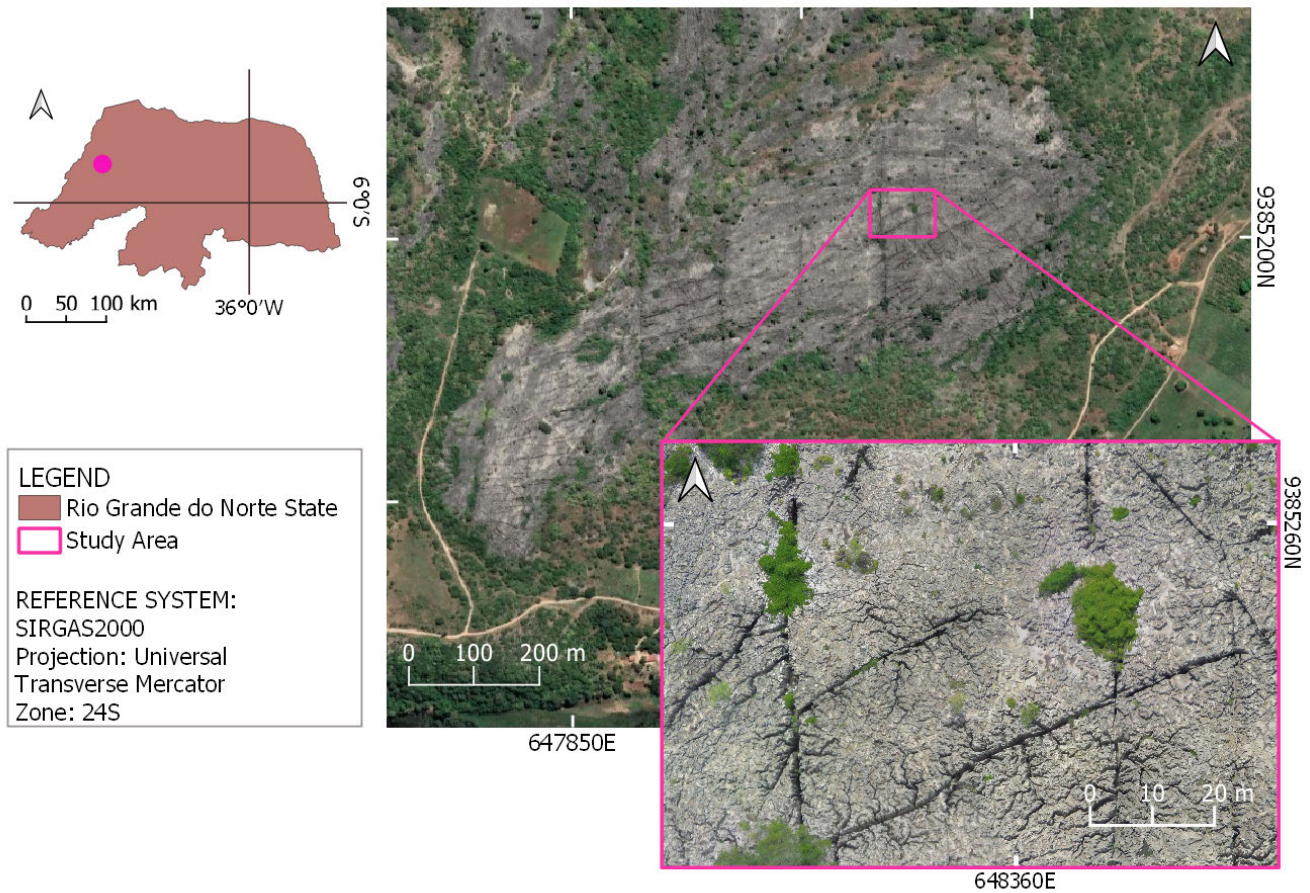 6°0'S
0 50 100 km
36°0'W
LEGEND
Rio Grande do Norte State
Study Area
REFERENCE SYSTEM:
SIRGAS2000
Projection: Universal
Transverse Mercator
Zone: 24S
9385200N
0 100 200 m
647850E
9385260N
0 10 20 m
648360E